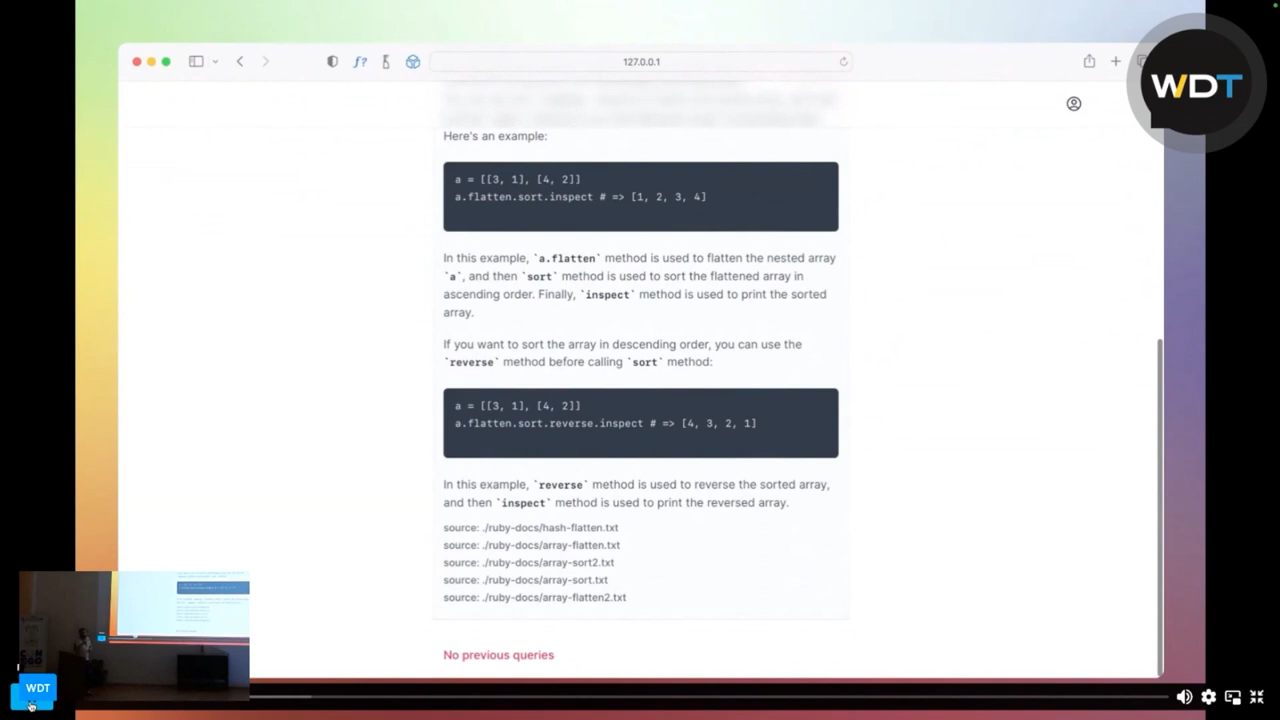 127.0.0.1
WDT
Here's an example:
a = [[3, 1], [4, 2]]
a.flatten.sort.inspect # => [1, 2, 3, 4]
In this example, `a.flatten` method is used to flatten the nested array
`a`, and then `sort` method is used to sort the flattened array in
ascending order. Finally, `inspect` method is used to print the sorted
array.
If you want to sort the array in descending order, you can use the
`reverse` method before calling `sort` method:
a = [[3, 1], [4, 2]]
a.flatten.sort.reverse.inspect # => [4, 3, 2, 1]
In this example, `reverse` method is used to reverse the sorted array,
and then `inspect` method is used to print the reversed array.
source: ./ruby-docs/hash-flatten.txt
source: ./ruby-docs/array-flatten.txt
source: ./ruby-docs/array-sort2.txt
source: ./ruby-docs/array-sort.txt
source: ./ruby-docs/array-flatten2.txt
No previous queries
WDT